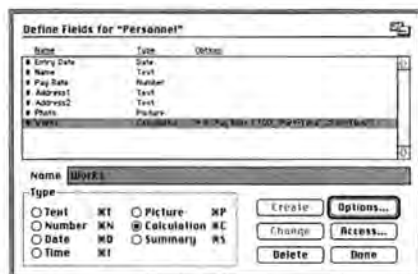 Define Fields for "Personnel"
Name Type Options
Entry Date Date
Name Text
Pay Rate Number
Address1 Text
Address2 Text
Photo Picture
Works Calculation
Name Works
Type
Text ⌘T Picture ⌘P
Number ⌘N Calculation ⌘C
Date ⌘D Summary ⌘S
Time ⌘I
Create Options...
Change Access...
Delete Done